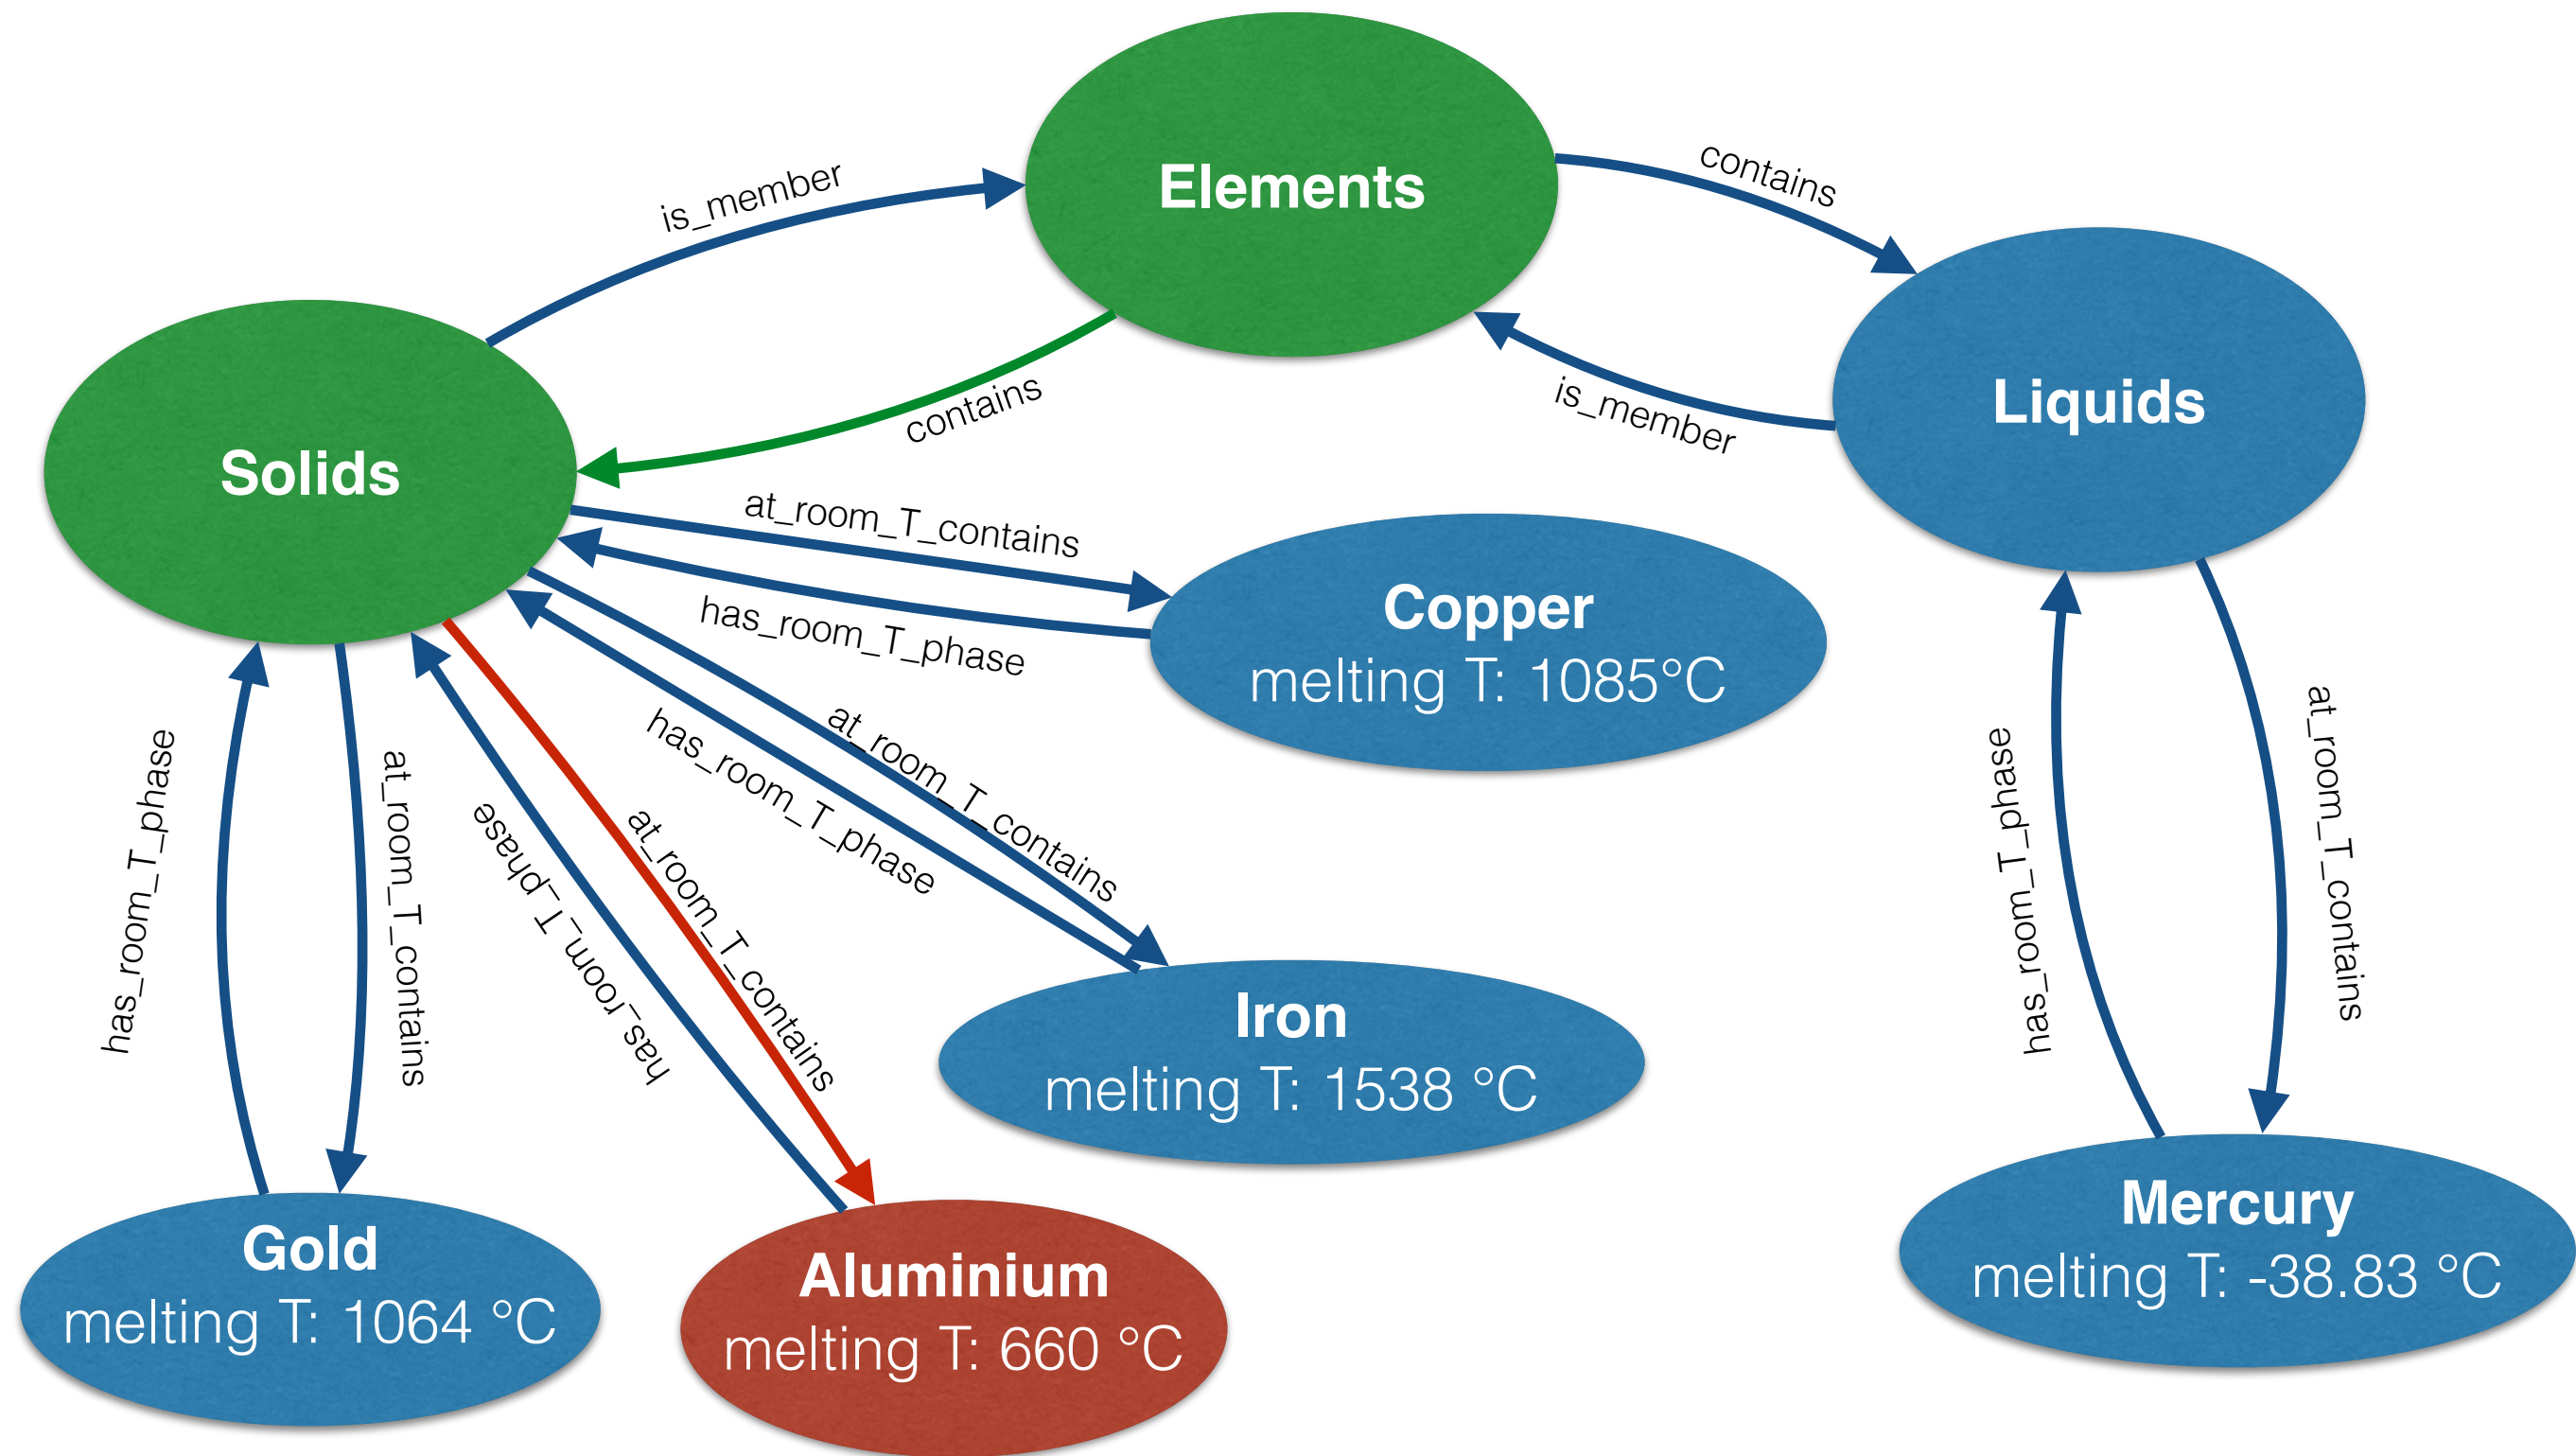 Elements
is_member
contains
contains
is_member
Liquids
Solids
at_room_T_contains
has_room_T_phase
Copper
melting T: 1085°C
at_room_T_contains
has_room_T_phase
has_room_T_phase
at_room_T_contains
has_room_T_phase
at_room_T_contains
has_room_T_phase
at_room_T_contains
Iron
melting T: 1538 °C
Gold
melting T: 1064 °C
Aluminium
melting T: 660 °C
Mercury
melting T: -38.83 °C